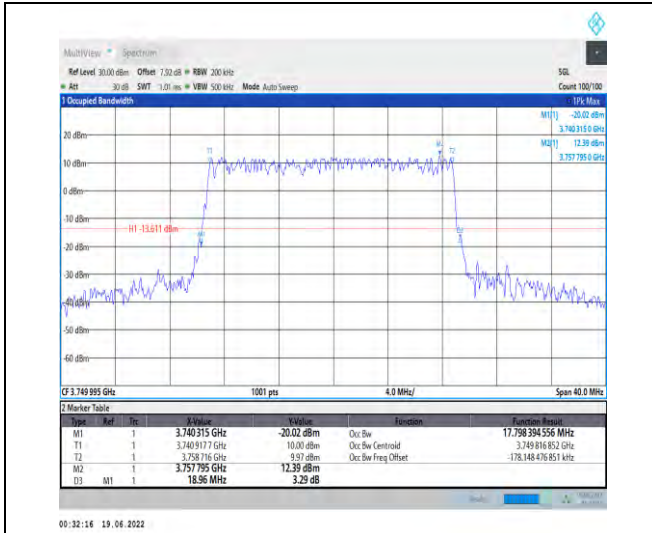 MultiView Spectrum
Ref Level 30.00 dBm Offset 7.92 dB RBW 200 kHz SGL
Att 30 dB SWT 1.01 ms VBW 500 kHz Mode Auto Sweep Count 100/100
1 Occupied Bandwidth 1Pk Max
M1[1] -20.02 dBm
3.740 315 0 GHz
20 dBm
M2[1] 12.39 dBm
3.757 795 0 GHz
T1 T2
10 dBm
0 dBm
-10 dBm
H1 -13.611 dBm
-20 dBm
-30 dBm
-40 dBm
-50 dBm
-60 dBm
CF 3.749 995 GHz 1001 pts 4.0 MHz/ Span 40.0 MHz
2 Marker Table
Type Ref Trc X-Value Y-Value Function Function Result
M1 1 3.740 315 GHz -20.02 dBm Occ Bw 17.798 394 556 MHz
T1 1 3.740 917 7 GHz 10.00 dBm Occ Bw Centroid 3.749 816 852 GHz
T2 1 3.758 716 GHz 9.97 dBm Occ Bw Freq Offset -178.148 476 851 kHz
M2 1 3.757 795 GHz 12.39 dBm
D3 M1 1 18.96 MHz 3.29 dB
00:32:16 19.06.2022